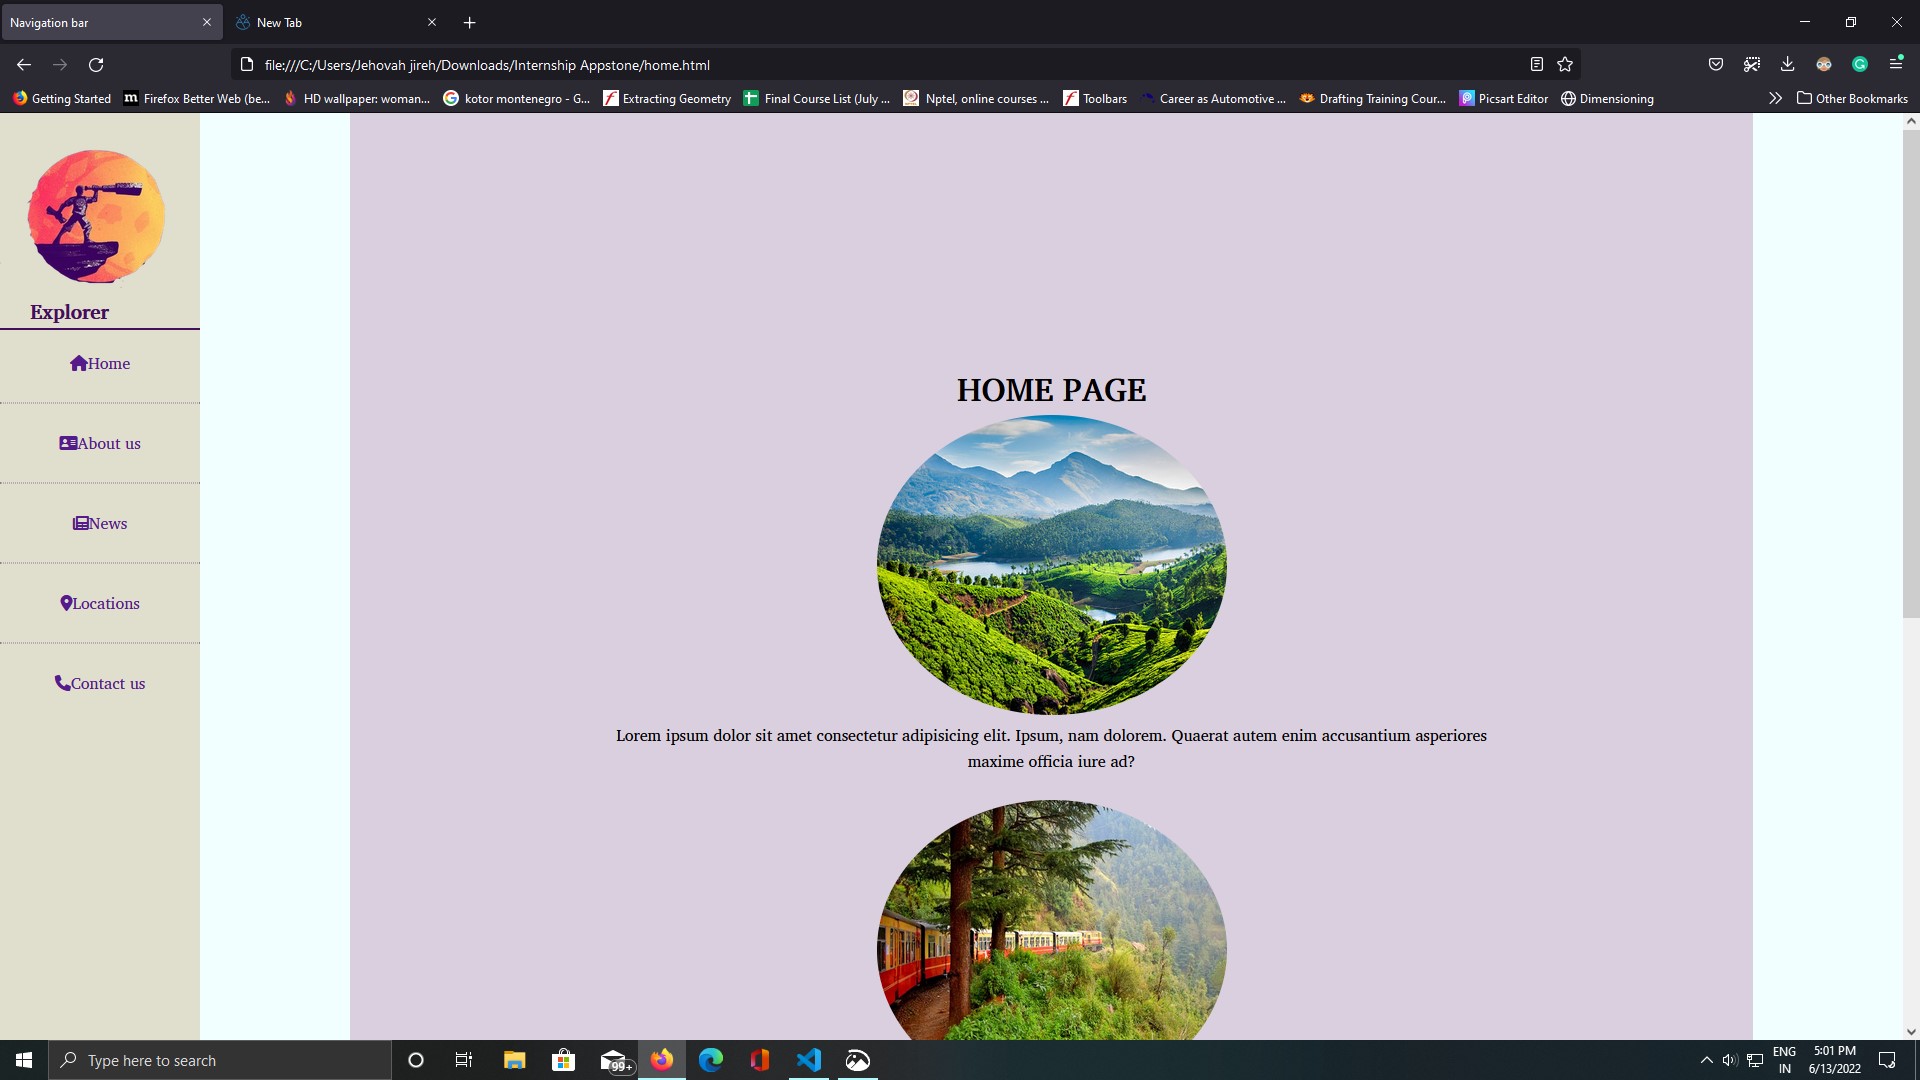 Navigation bar
New Tab
file:///C:/Users/Jehovah jireh/Downloads/Internship Appstone/home.html
Getting Started
m
Firefox Better Web (be...
HD wallpaper: woman...
kotor montenegro - G...
Extracting Geometry
Final Course List (July ...
Nptel, online courses ...
Toolbars
Career as Automotive ...
Drafting Training Cour...
Picsart Editor
Dimensioning
Other Bookmarks
Explorer
Home
About us
News
Locations
Contact us
HOME PAGE
Lorem ipsum dolor sit amet consectetur adipisicing elit. Ipsum, nam dolorem. Quaerat autem enim accusantium asperiores
maxime officia iure ad?
Type here to search
99+
ENG
IN
5:01 PM
6/13/2022